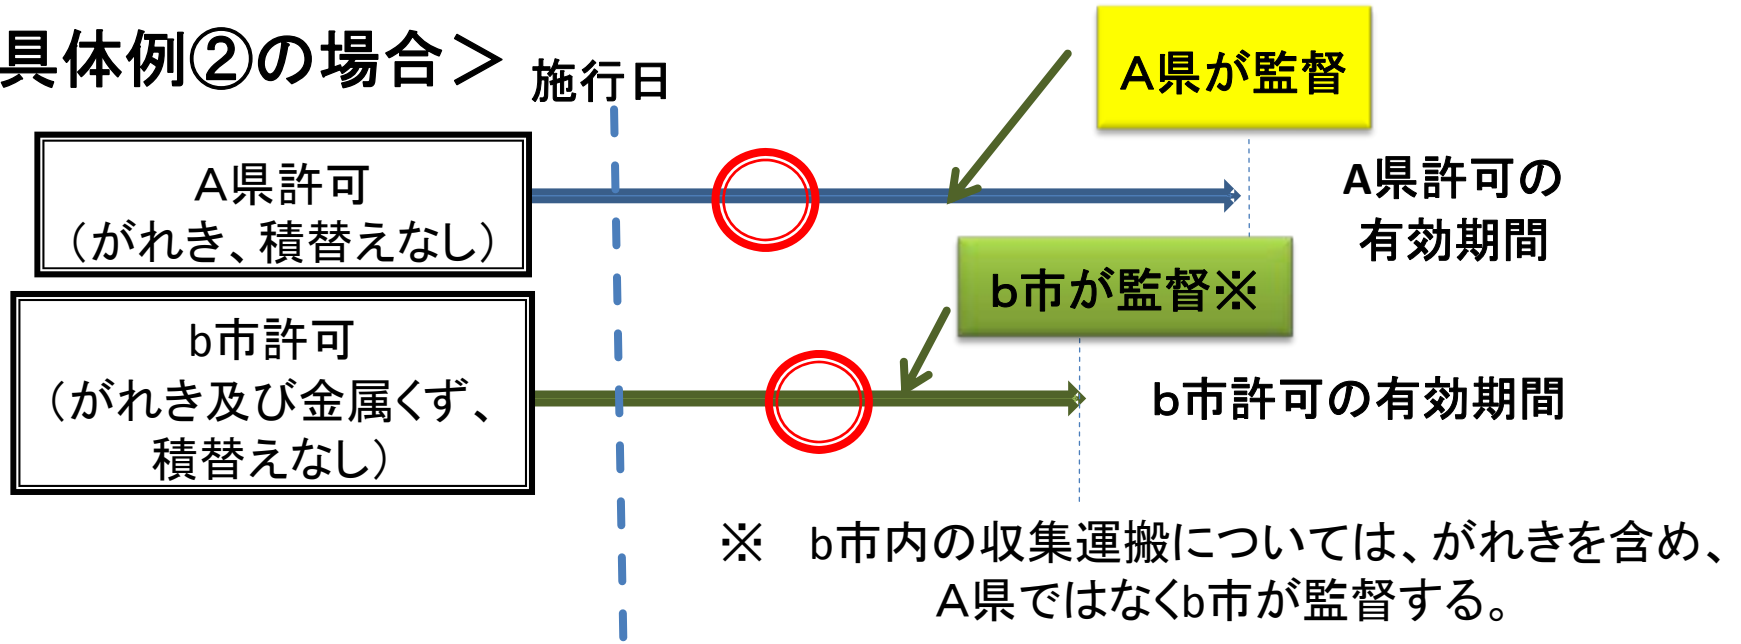 具体例②の場合＞
施行日
A県が監督
A県許可
（がれき、積替えなし）
A県許可の
有効期間
b市が監督※
b市許可
（がれき及び金属くず、
積替えなし）
b市許可の有効期間
※　b市内の収集運搬については、がれきを含め、
A県ではなくb市が監督する。